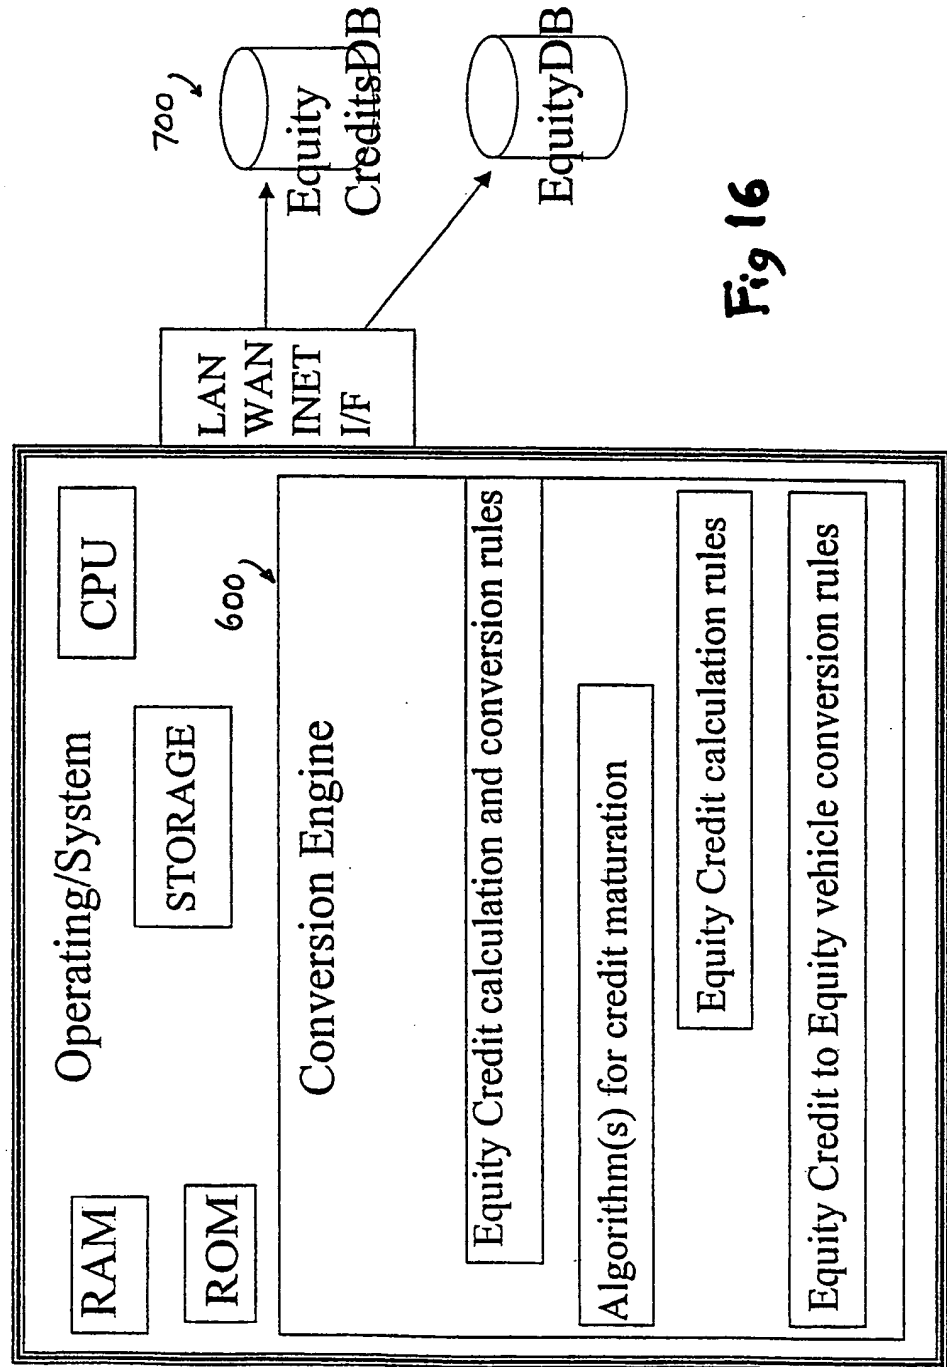 RAM
Operating/System
CPU
ROM
STORAGE
600
Conversion Engine
Equity Credit calculation and conversion rules
Algorithm(s) for credit maturation
Equity Credit calculation rules
Equity Credit to Equity vehicle conversion rules
LAN
WAN
INET
I/F
700
Equity
CreditsDB
EquityDB
Fig 16